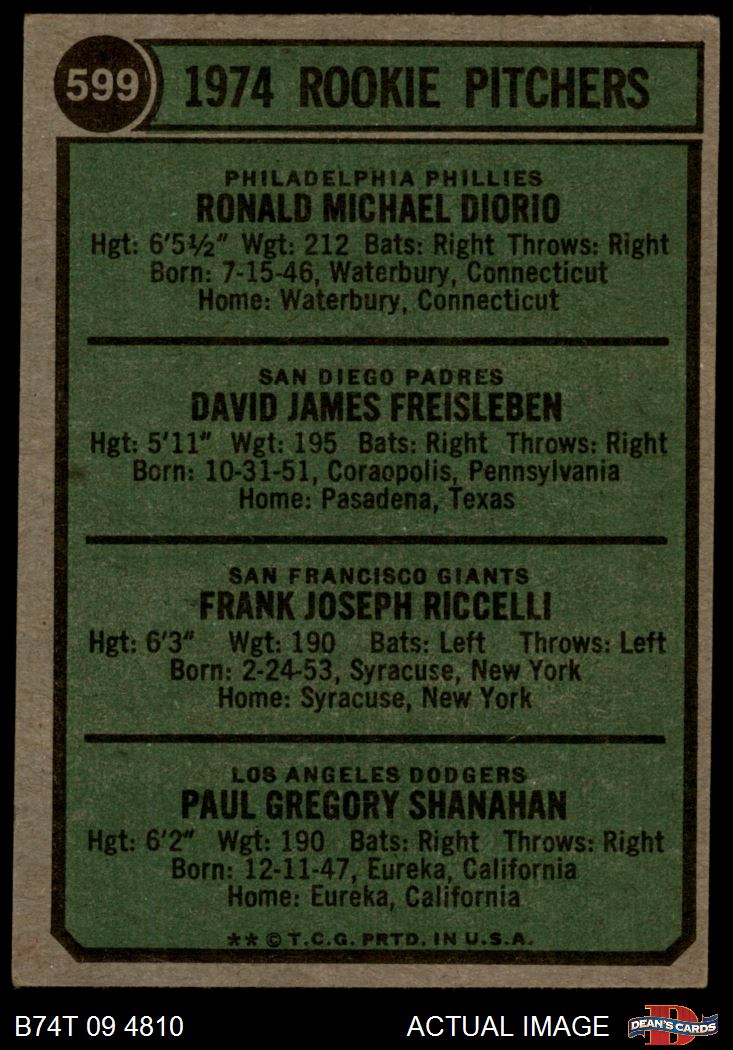 599
1974 ROOKIE PITCHERS
PHILADELPHIA PHILLIES
RONALD MICHAEL DIORIO
Hgt: 6'5½" Wgt: 212 Bats: Right Throws: Right
Born: 7-15-46, Waterbury, Connecticut
Home: Waterbury, Connecticut
SAN DIEGO PADRES
DAVID JAMES FREISLEBEN
Hgt: 5'11" Wgt: 195 Bats: Right Throws: Right
Born: 10-31-51, Coraopolis, Pennsylvania
Home: Pasadena, Texas
SAN FRANCISCO GIANTS
FRANK JOSEPH RICCELLI
Hgt: 6'3" Wgt: 190 Bats: Left Throws: Left
Born: 2-24-53, Syracuse, New York
Home: Syracuse, New York
LOS ANGELES DODGERS
PAUL GREGORY SHANAHAN
Hgt: 6'2" Wgt: 190 Bats: Right Throws: Right
Born: 12-11-47, Eureka, California
Home: Eureka, California
** © T.C.G. PRTD. IN U.S.A.
B74T 09 4810
ACTUAL IMAGE
D
DEAN'S CARDS